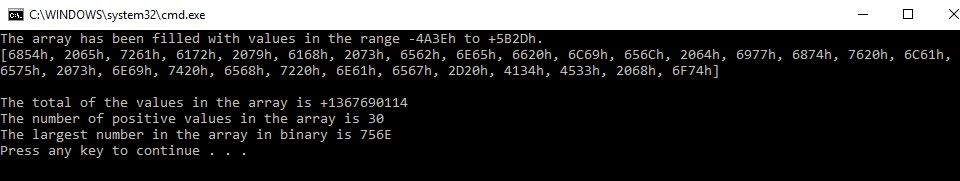 C:\WINDOWS\system32\cmd.exe
The array has been filled with values in the range -4A3Eh to +5B2Dh.
[6854h, 2065h, 7261h, 6172h, 2079h, 6168h, 2073h, 6562h, 6E65h, 6620h, 6C69h, 656Ch, 2064h, 6977h, 6874h, 7620h, 6C61h,
6575h, 2073h, 6E69h, 7420h, 6568h, 7220h, 6E61h, 6567h, 2D20h, 4134h, 4533h, 2068h, 6F74h]
The total of the values in the array is +1367690114
The number of positive values in the array is 30
The largest number in the array in binary is 756E
Press any key to continue . . .